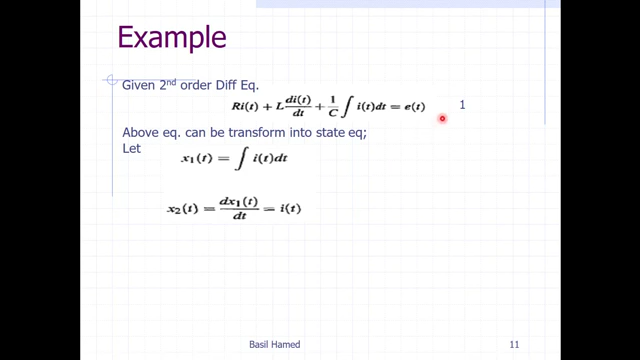 Example
Given 2nd order Diff Eq.
Ri(t) + L di(t)/dt + 1/C ∫ i(t)dt = e(t) 1
Above eq. can be transform into state eq;
Let
x₁(t) = ∫ i(t)dt
x₂(t) = dx₁(t)/dt = i(t)
Basil Hamed 11